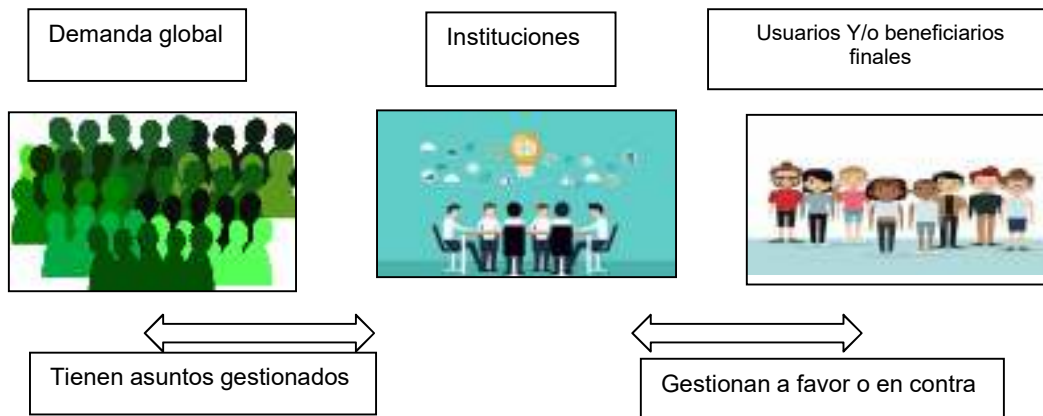 Demanda global
Instituciones
Usuarios Y/o beneficiarios
finales
Tienen asuntos gestionados
Gestionan a favor o en contra